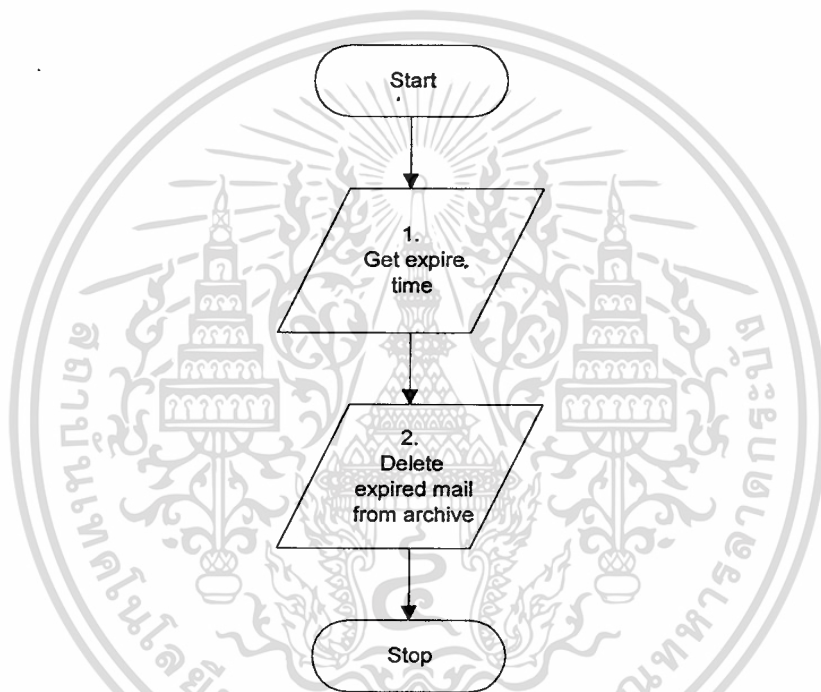 Start
1.
Get expire
time
2.
Delete
expired mail
from archive
Stop